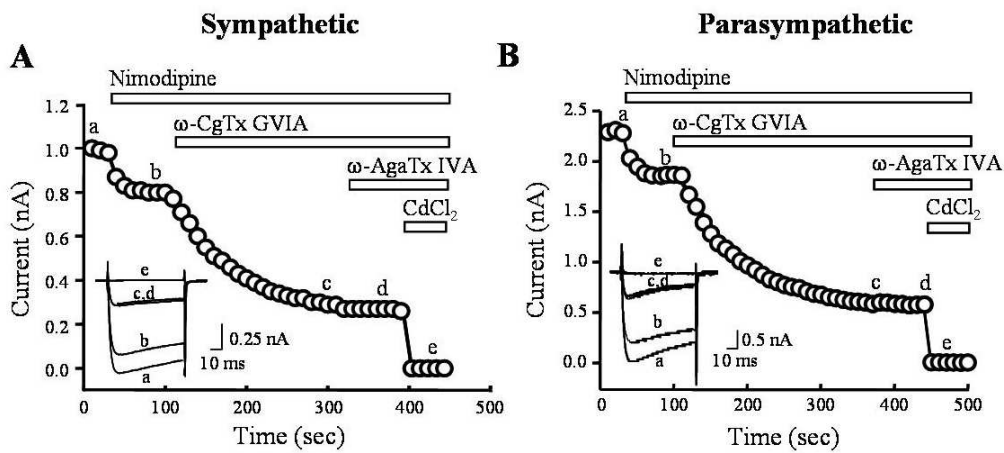 Sympathetic
A
Nimodipine
ω-CgTx GVIA
ω-AgaTx IVA
CdCl2
a
b
c
d
e
Current (nA)
1.2
1.0
0.8
0.6
0.4
0.2
0.0
e
c,d
b
a
0.25 nA
10 ms
0 100 200 300 400 500
Time (sec)
Parasympathetic
B
Nimodipine
ω-CgTx GVIA
ω-AgaTx IVA
CdCl2
a
b
c
d
e
Current (nA)
2.5
2.0
1.5
1.0
0.5
0.0
e
c,d
b
a
0.5 nA
10 ms
0 100 200 300 400 500
Time (sec)